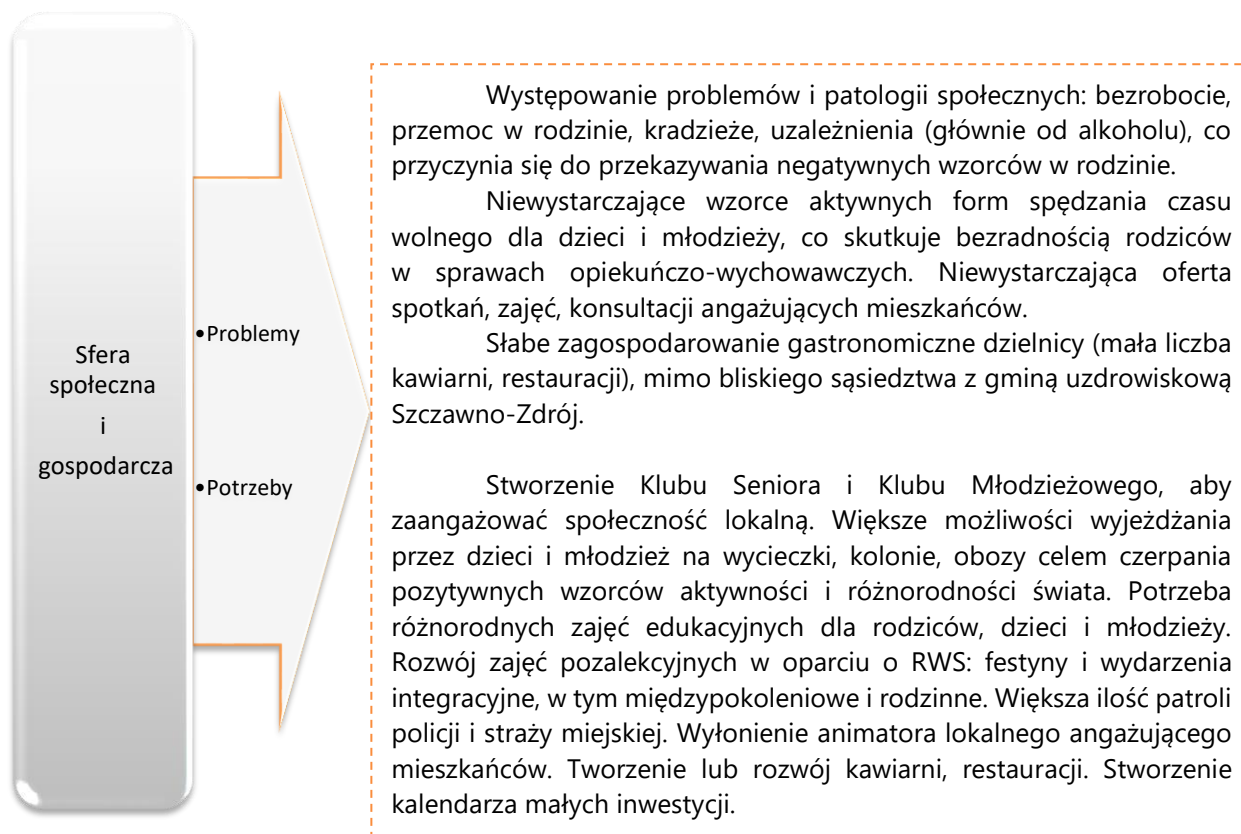 Sfera
społeczna
i
gospodarcza
•Problemy
•Potrzeby
Występowanie problemów i patologii społecznych: bezrobocie,
przemoc w rodzinie, kradzieże, uzależnienia (głównie od alkoholu), co
przyczynia się do przekazywania negatywnych wzorców w rodzinie.
Niewystarczające wzorce aktywnych form spędzania czasu
wolnego dla dzieci i młodzieży, co skutkuje bezradnością rodziców
w sprawach opiekuńczo-wychowawczych. Niewystarczająca oferta
spotkań, zajęć, konsultacji angażujących mieszkańców.
Słabe zagospodarowanie gastronomiczne dzielnicy (mała liczba
kawiarni, restauracji), mimo bliskiego sąsiedztwa z gminą uzdrowiskową
Szczawno-Zdrój.
Stworzenie Klubu Seniora i Klubu Młodzieżowego, aby
zaangażować społeczność lokalną. Większe możliwości wyjeżdżania
przez dzieci i młodzież na wycieczki, kolonie, obozy celem czerpania
pozytywnych wzorców aktywności i różnorodności świata. Potrzeba
różnorodnych zajęć edukacyjnych dla rodziców, dzieci i młodzieży.
Rozwój zajęć pozalekcyjnych w oparciu o RWS: festyny i wydarzenia
integracyjne, w tym międzypokoleniowe i rodzinne. Większa ilość patroli
policji i straży miejskiej. Wyłonienie animatora lokalnego angażującego
mieszkańców. Tworzenie lub rozwój kawiarni, restauracji. Stworzenie
kalendarza małych inwestycji.